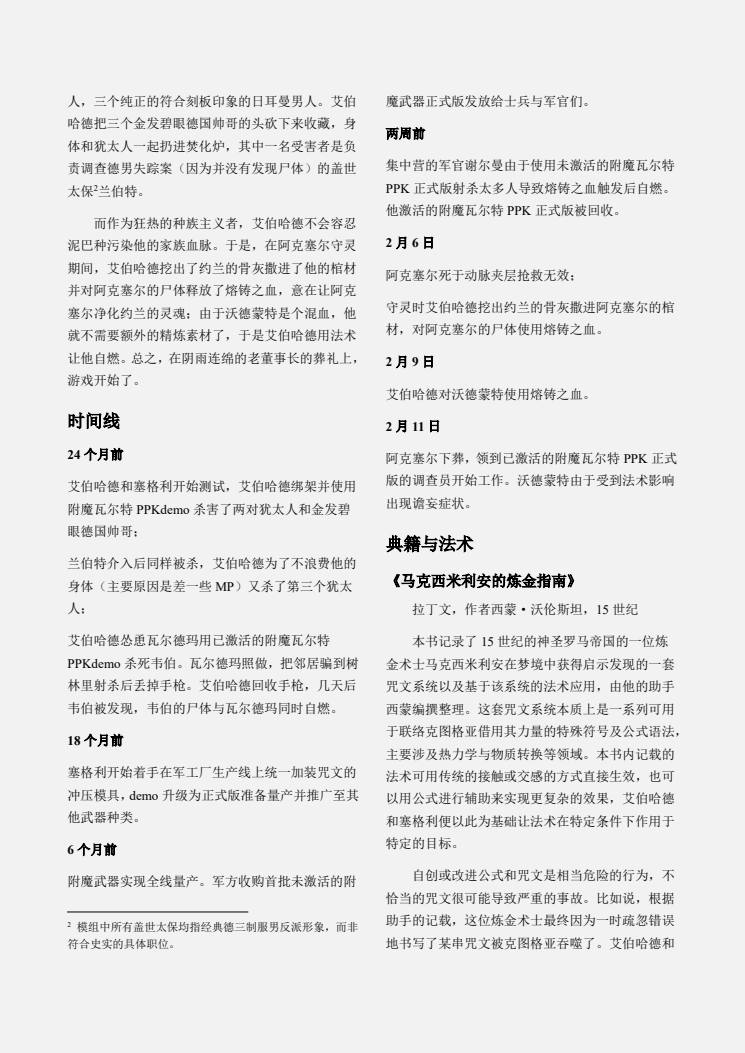 人，三个纯正的符合刻板印象的日耳曼男人。艾伯
哈德把三个金发碧眼德国帅哥的头砍下来收藏，身
体和犹太人一起扔进焚化炉，其中一名受害者是负
责调查德男失踪案（因为并没有发现尸体）的盖世
太保²兰伯特。
而作为狂热的种族主义者，艾伯哈德不会容忍
泥巴种污染他的家族血脉。于是，在阿克塞尔守灵
期间，艾伯哈德挖出了约兰的骨灰撒进了他的棺材
并对阿克塞尔的尸体释放了熔铸之血，意在让阿克
塞尔净化约兰的灵魂；由于沃德蒙特是个混血，他
就不需要额外的精炼素材了，于是艾伯哈德用法术
让他自燃。总之，在阴雨连绵的老董事长的葬礼上，
游戏开始了。
时间线
24 个月前
艾伯哈德和塞格利开始测试，艾伯哈德绑架并使用
附魔瓦尔特 PPKdemo 杀害了两对犹太人和金发碧
眼德国帅哥；
兰伯特介入后同样被杀，艾伯哈德为了不浪费他的
身体（主要原因是差一些 MP）又杀了第三个犹太
人；
艾伯哈德怂恿瓦尔德玛用已激活的附魔瓦尔特
PPKdemo 杀死韦伯。瓦尔德玛照做，把邻居骗到树
林里射杀后丢掉手枪。艾伯哈德回收手枪，几天后
韦伯被发现，韦伯的尸体与瓦尔德玛同时自燃。
18 个月前
塞格利开始着手在军工厂生产线上统一加装咒文的
冲压模具，demo 升级为正式版准备量产并推广至其
他武器种类。
6 个月前
附魔武器实现全线量产。军方收购首批未激活的附
² 模组中所有盖世太保均指经典德三制服男反派形象，而非
符合史实的具体职位。
魔武器正式版发放给士兵与军官们。
两周前
集中营的军官谢尔曼由于使用未激活的附魔瓦尔特
PPK 正式版射杀太多人导致熔铸之血触发后自燃。
他激活的附魔瓦尔特 PPK 正式版被回收。
2 月 6 日
阿克塞尔死于动脉夹层抢救无效；
守灵时艾伯哈德挖出约兰的骨灰撒进阿克塞尔的棺
材，对阿克塞尔的尸体使用熔铸之血。
2 月 9 日
艾伯哈德对沃德蒙特使用熔铸之血。
2 月 11 日
阿克塞尔下葬，领到已激活的附魔瓦尔特 PPK 正式
版的调查员开始工作。沃德蒙特由于受到法术影响
出现谵妄症状。
典籍与法术
《马克西米利安的炼金指南》
拉丁文，作者西蒙·沃伦斯坦，15 世纪
本书记录了 15 世纪的神圣罗马帝国的一位炼
金术士马克西米利安在梦境中获得启示发现的一套
咒文系统以及基于该系统的法术应用，由他的助手
西蒙编撰整理。这套咒文系统本质上是一系列可用
于联络克图格亚借用其力量的特殊符号及公式语法，
主要涉及热力学与物质转换等领域。本书内记载的
法术可用传统的接触或交感的方式直接生效，也可
以用公式进行辅助来实现更复杂的效果，艾伯哈德
和塞格利便以此为基础让法术在特定条件下作用于
特定的目标。
自创或改进公式和咒文是相当危险的行为，不
恰当的咒文很可能导致严重的事故。比如说，根据
助手的记载，这位炼金术士最终因为一时疏忽错误
地书写了某串咒文被克图格亚吞噬了。艾伯哈德和